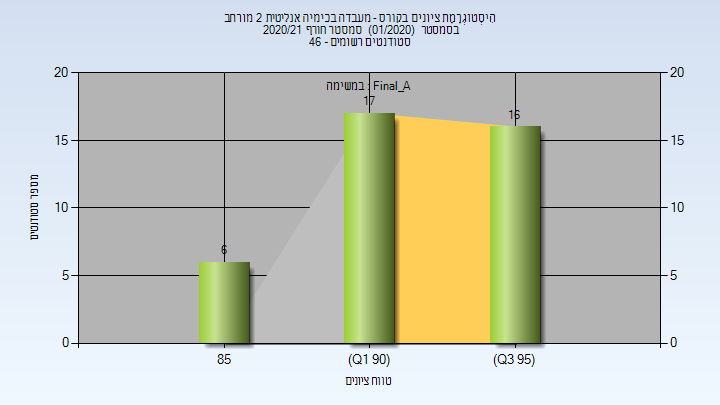 הִיסְטוֹגְרָמַת ציונים בקורס - מעבדה בכימיה אנליטית 2 מורחב
בסמסטר (01/2020) סמסטר חורף 2020/21
סטודנטים רשומים - 46
במשימה : Final_A
20 20
15 15
10 10
5 5
0 0
6
17
16
מספר סטודנטים
85
(Q1 90)
(Q3 95)
טווח ציונים